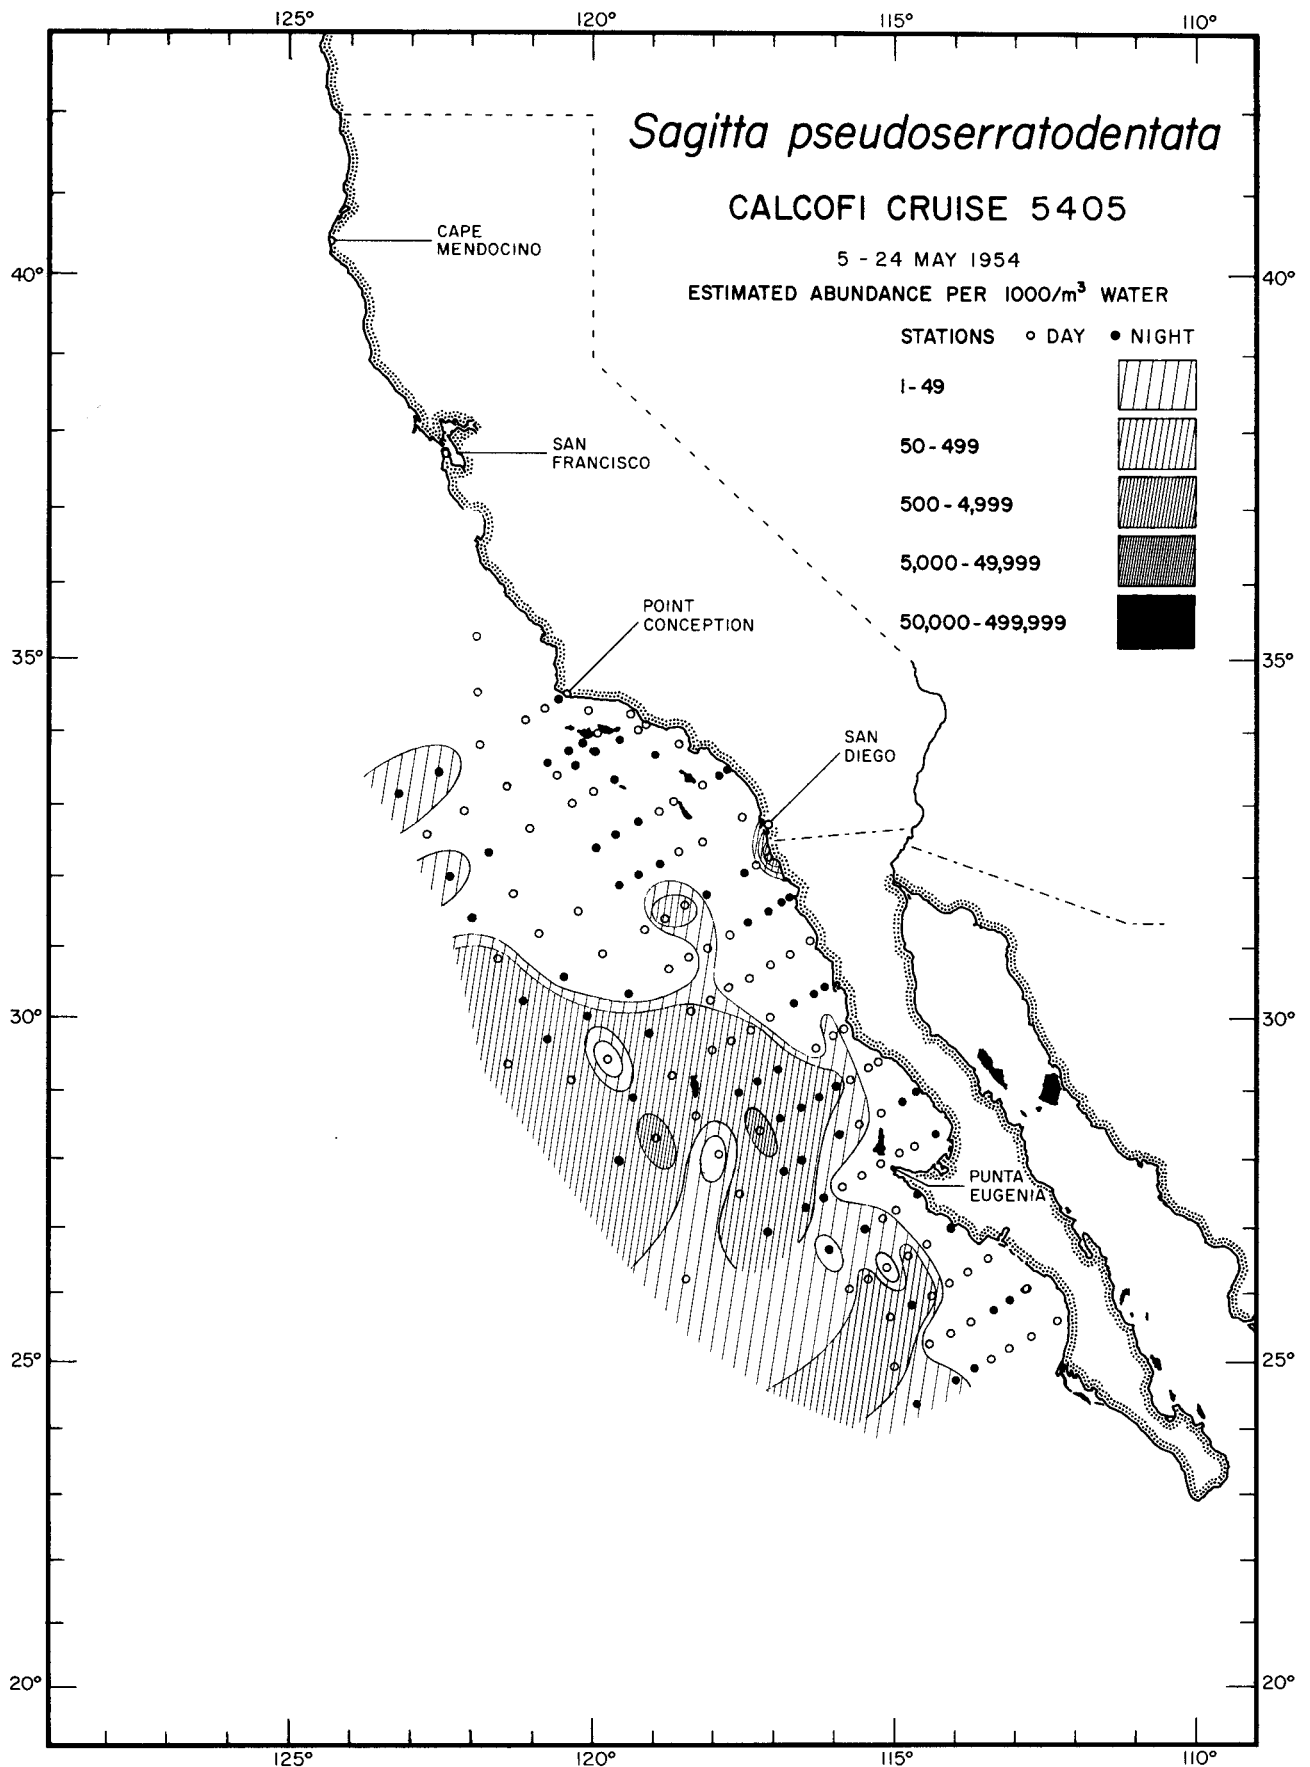 125° 120° 115° 110°
Sagitta pseudoserratodentata
CALCOFI CRUISE 5405
5 - 24 MAY 1954
ESTIMATED ABUNDANCE PER 1000/m³ WATER
STATIONS ○ DAY ● NIGHT
1 - 49
50 - 499
500 - 4,999
5,000 - 49,999
50,000 - 499,999
CAPE
MENDOCINO
40° 40°
SAN
FRANCISCO
POINT
CONCEPTION
35° 35°
SAN
DIEGO
30° 30°
PUNTA
EUGENIA
25° 25°
20° 20°
125° 120° 115° 110°